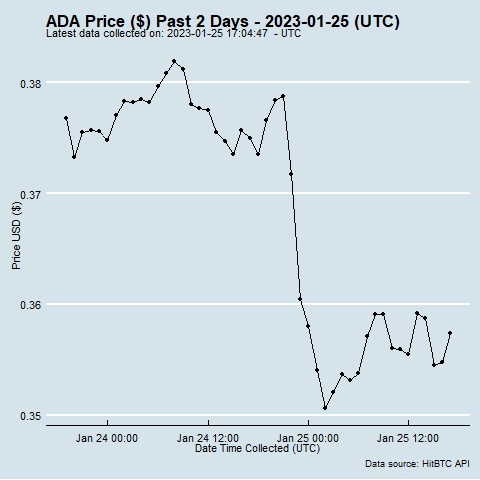 ADA Price ($) Past 2 Days - 2023-01-25 (UTC)
Latest data collected on: 2023-01-25 17:04:47 - UTC
0.38
0.37
0.36
0.35
Price USD ($)
Jan 24 00:00 Jan 24 12:00 Jan 25 00:00 Jan 25 12:00
Date Time Collected (UTC)
Data source: HitBTC API